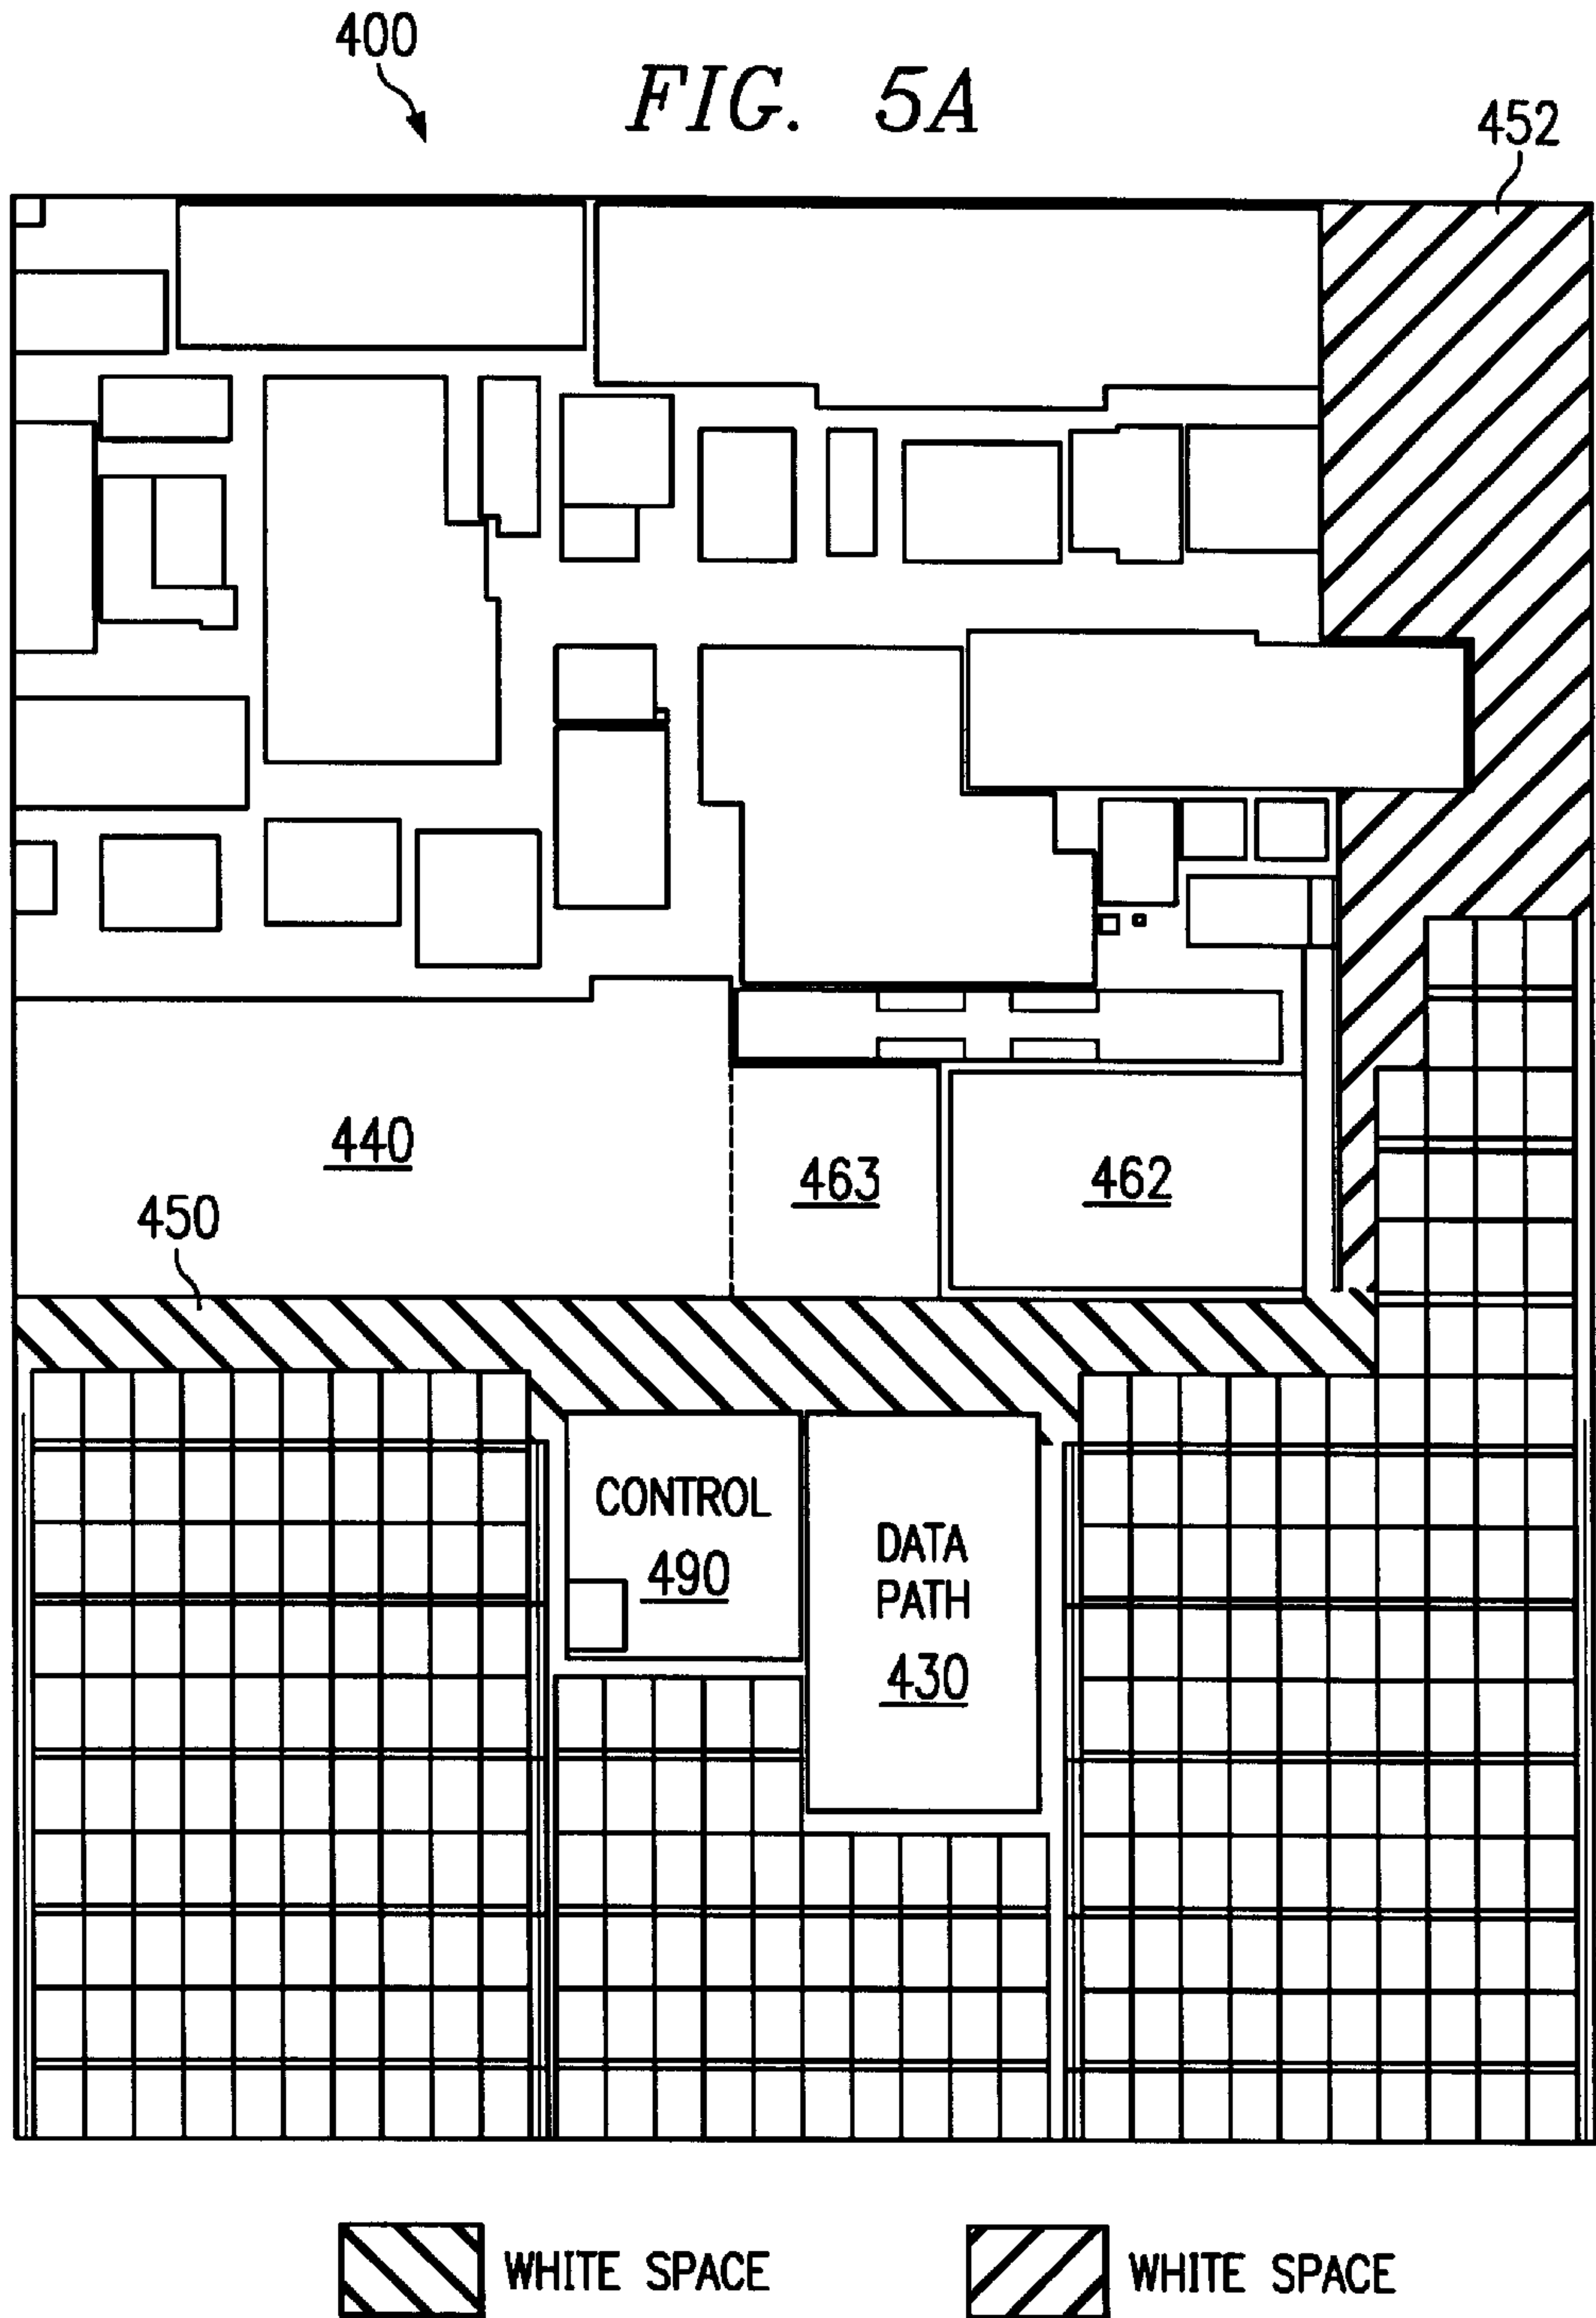 400
FIG. 5A
452
440
463
462
450
CONTROL
490
DATA
PATH
430
WHITE SPACE
WHITE SPACE